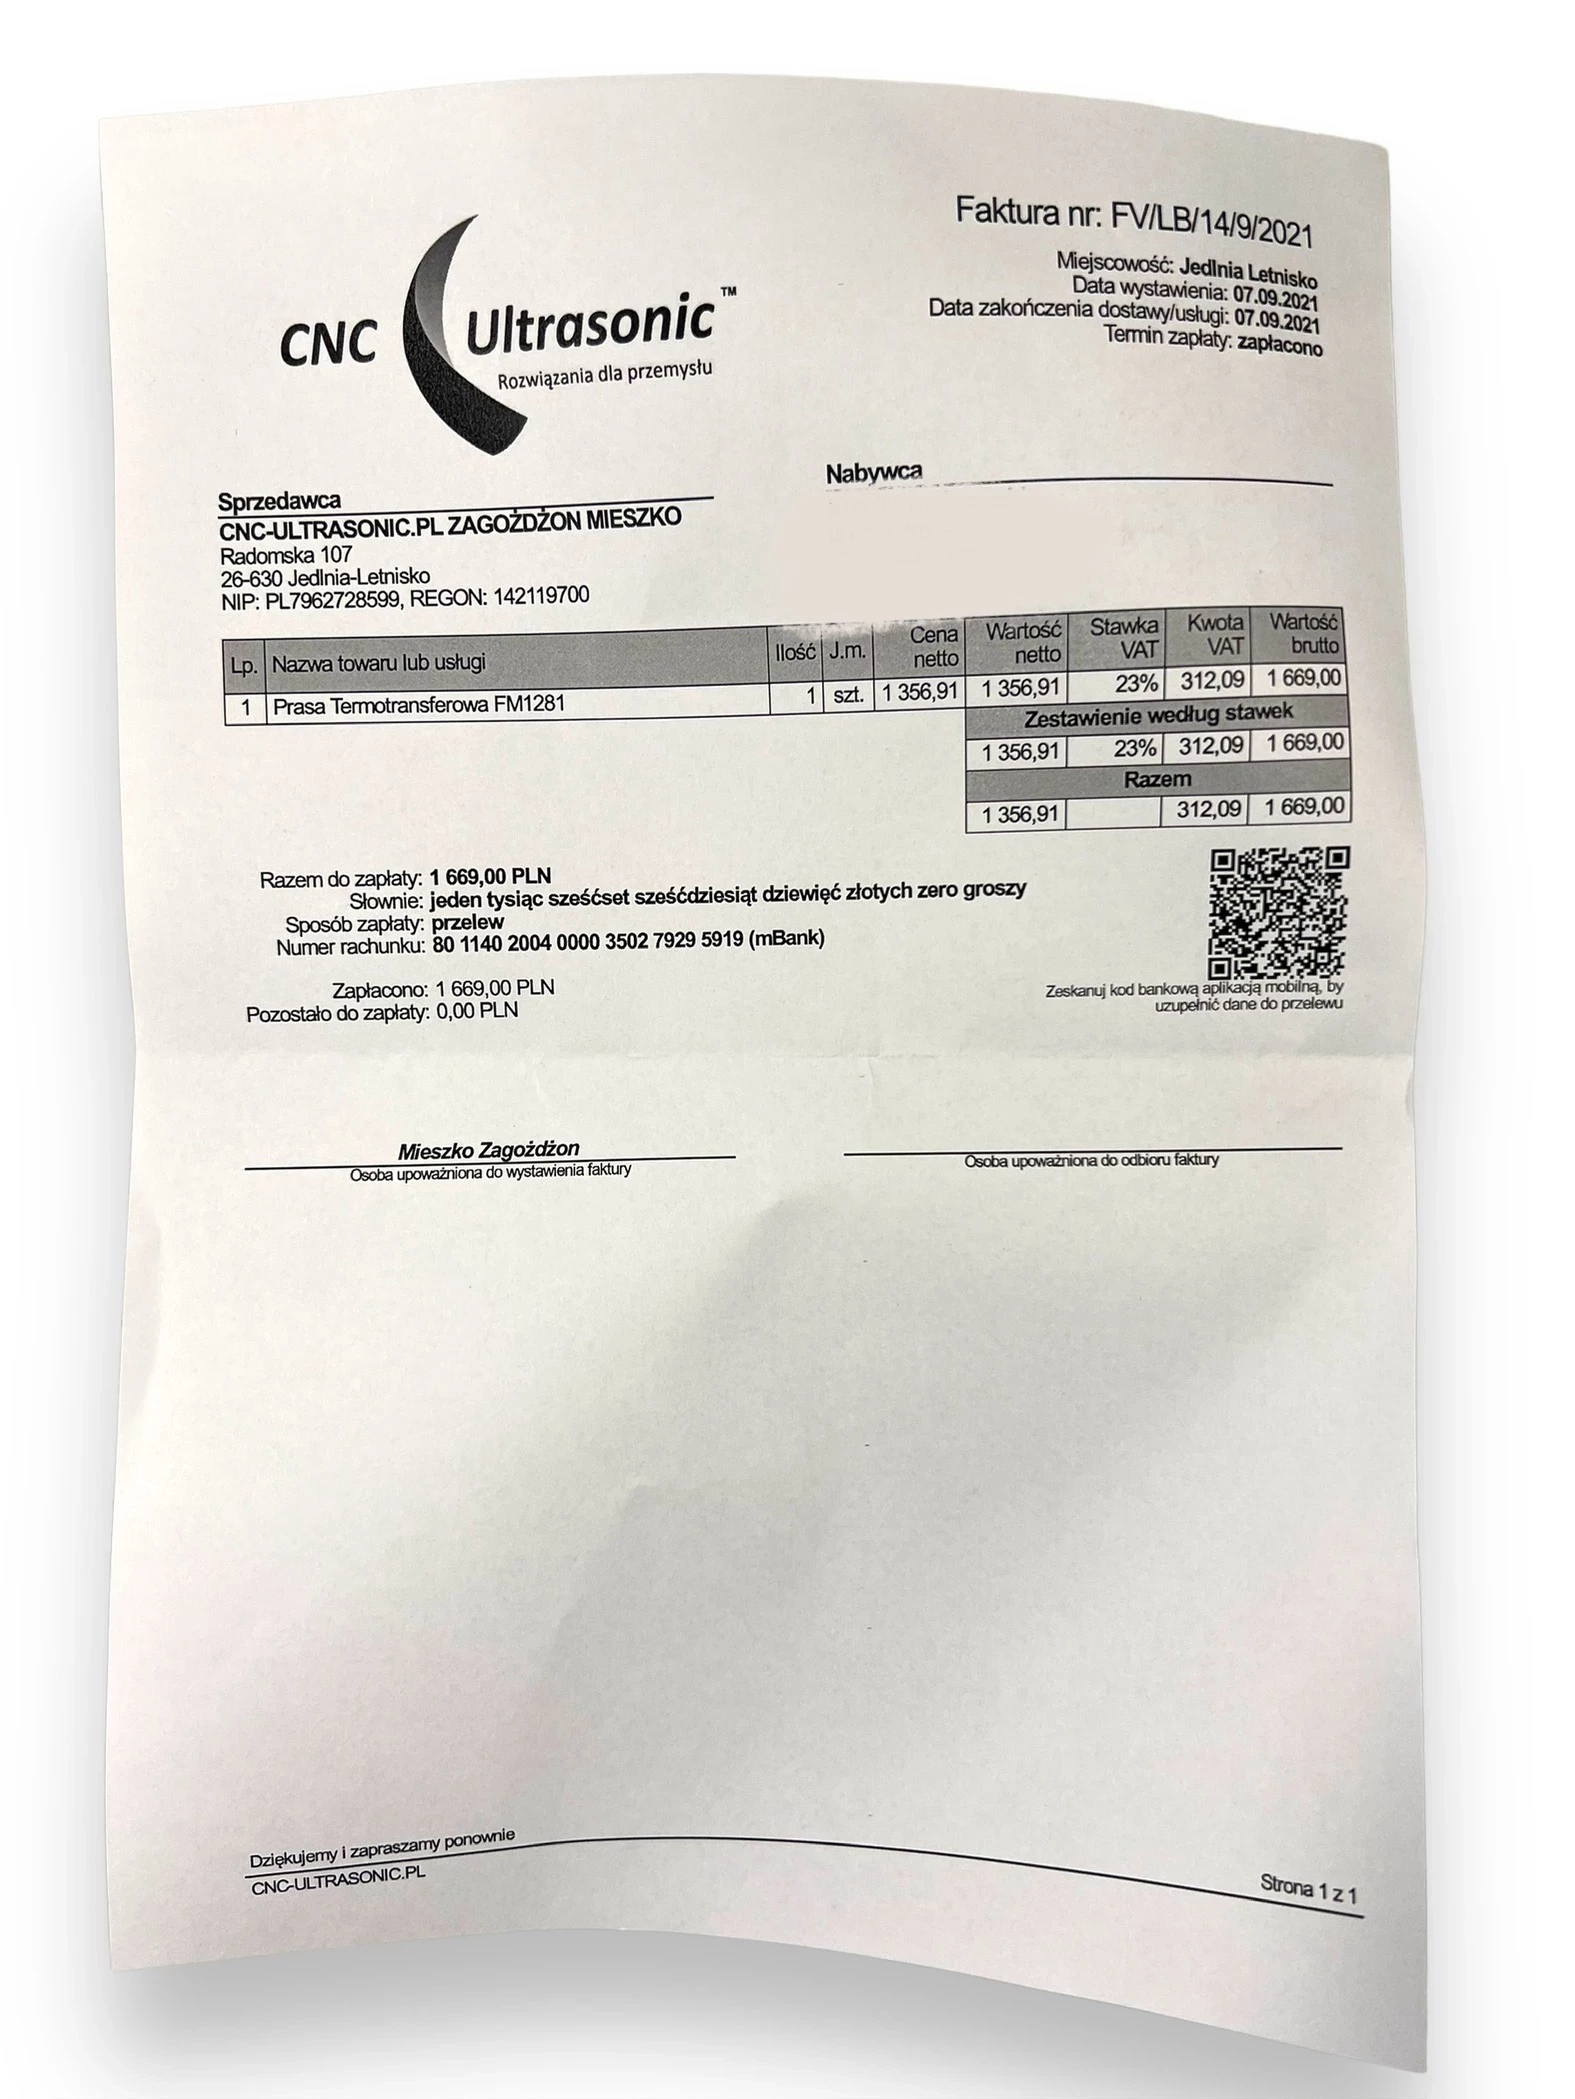 Faktura nr: FV/LB/14/9/2021
Miejscowość: Jedlnia Letnisko
Data wystawienia: 07.09.2021
Data zakończenia dostawy/usługi: 07.09.2021
Termin zapłaty: zapłacono
CNC Ultrasonic™
Rozwiązania dla przemysłu
Sprzedawca
CNC-ULTRASONIC.PL ZAGOŻDŻON MIESZKO
Radomska 107
26-630 Jedlnia-Letnisko
NIP: PL7962728599, REGON: 142119700
Nabywca
Lp. Nazwa towaru lub usługi Ilość J.m. Cena netto Wartość netto Stawka VAT Kwota VAT Wartość brutto
1 Prasa Termotransferowa FM1281 1 szt. 1 356,91 1 356,91 23% 312,09 1 669,00
Zestawienie według stawek
1 356,91 23% 312,09 1 669,00
Razem
1 356,91 312,09 1 669,00
Razem do zapłaty: 1 669,00 PLN
Słownie: jeden tysiąc sześćset sześćdziesiąt dziewięć złotych zero groszy
Sposób zapłaty: przelew
Numer rachunku: 80 1140 2004 0000 3502 7929 5919 (mBank)
Zapłacono: 1 669,00 PLN
Pozostało do zapłaty: 0,00 PLN
Zeskanuj kod bankową aplikacją mobilną, by
uzupełnić dane do przelewu
Mieszko Zagożdżon
Osoba upoważniona do wystawienia faktury
Osoba upoważniona do odbioru faktury
Dziękujemy i zapraszamy ponownie
CNC-ULTRASONIC.PL
Strona 1 z 1